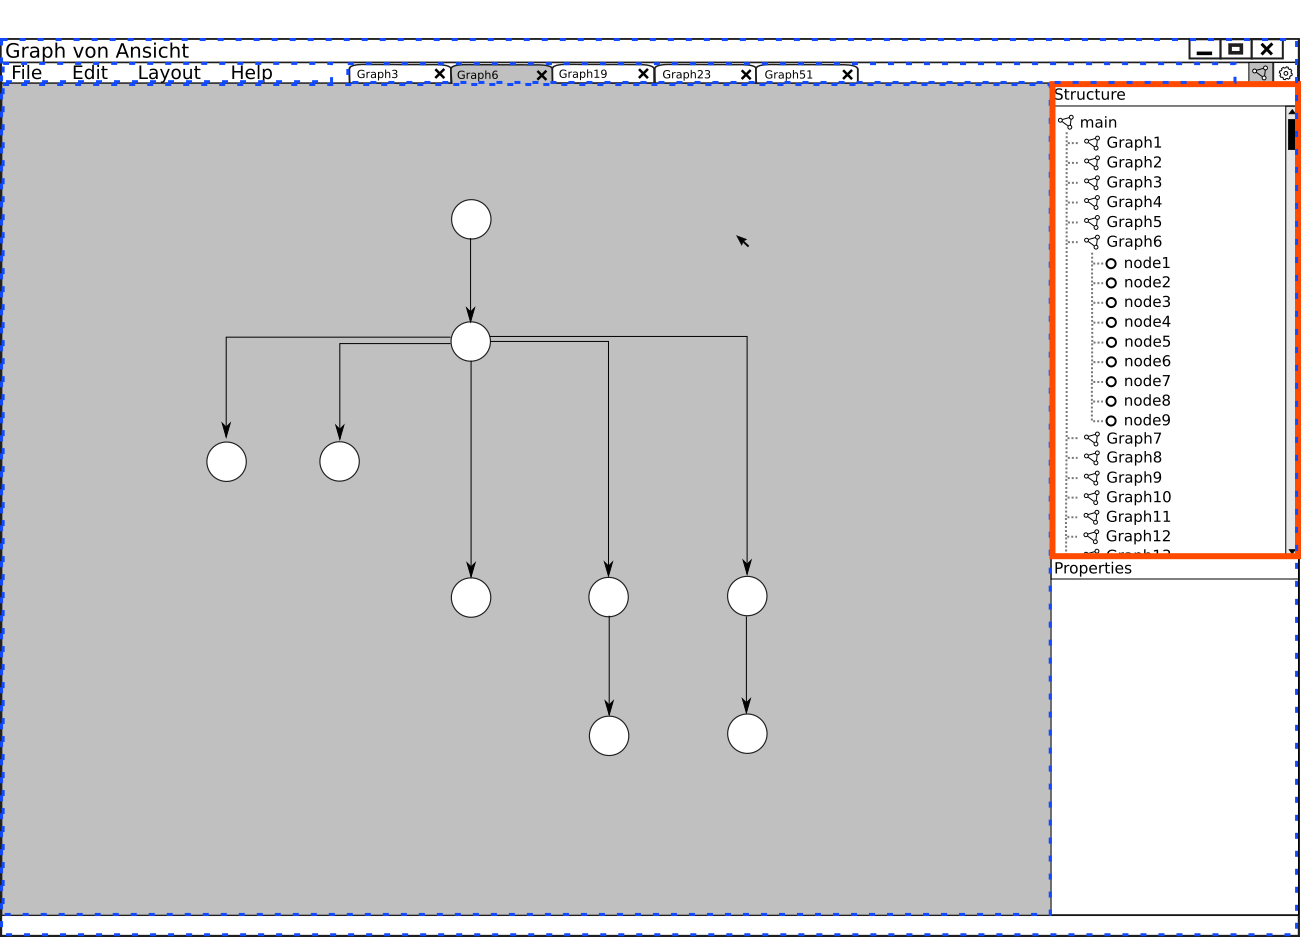 Graph von Ansicht
File Edit Layout Help Graph3 Graph6 Graph19 Graph23 Graph51
Structure
main
Graph1
Graph2
Graph3
Graph4
Graph5
Graph6
node1
node2
node3
node4
node5
node6
node7
node8
node9
Graph7
Graph8
Graph9
Graph10
Graph11
Graph12
Graph13
Properties